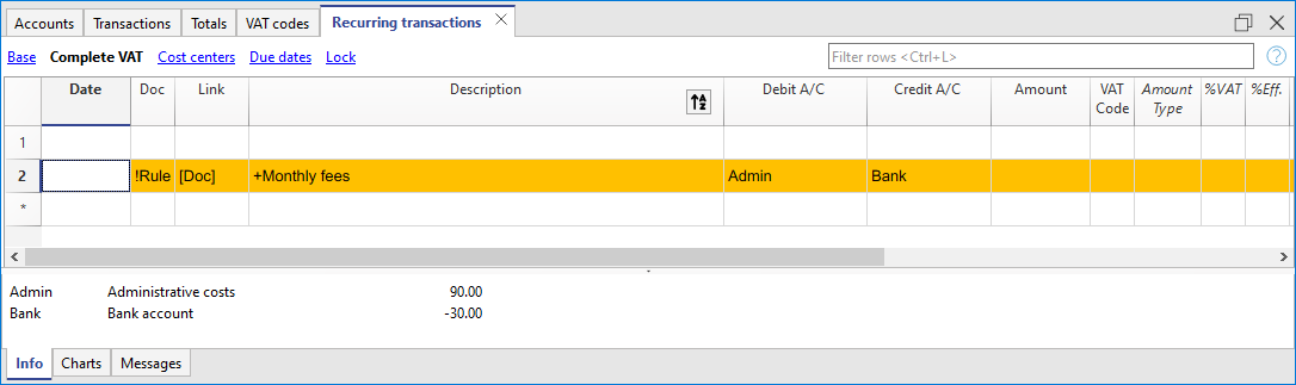 Accounts Transactions Totals VAT codes Recurring transactions
Base Complete VAT Cost centers Due dates Lock Filter rows <Ctrl+L> ?
Date Doc Link Description Debit A/C Credit A/C Amount VAT Code Amount Type %VAT %Eff.
1
2 !Rule [Doc] +Monthly fees Admin Bank
*
Admin Administrative costs 90.00
Bank Bank account -30.00
Info Charts Messages